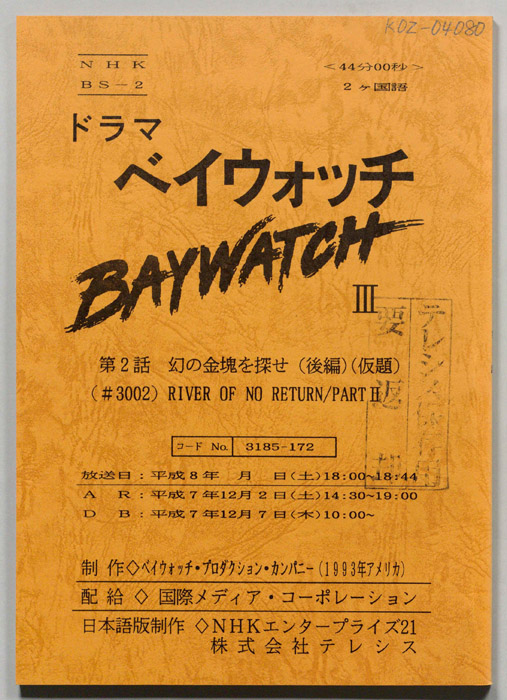 KOZ-04080
NHK
BS-2
<44分00秒>
2ヶ国語
ドラマ
ベイウォッチ
BAYWATCH
III
第2話 幻の金塊を探せ(後編)(仮題)
(#3002) RIVER OF NO RETURN/PART II
コード No. 3185-172
放送日:平成8年 月 日(土)18:00~18:44
A R:平成7年12月2日(土)14:30~19:00
D B:平成7年12月7日(木)10:00~
制作◇ベイウォッチ・プロダクション・カンパニー(1993年アメリカ)
配給◇国際メディア・コーポレーション
日本語版制作◇NHKエンタープライズ21
株式会社テレシス
テレシス
要返却